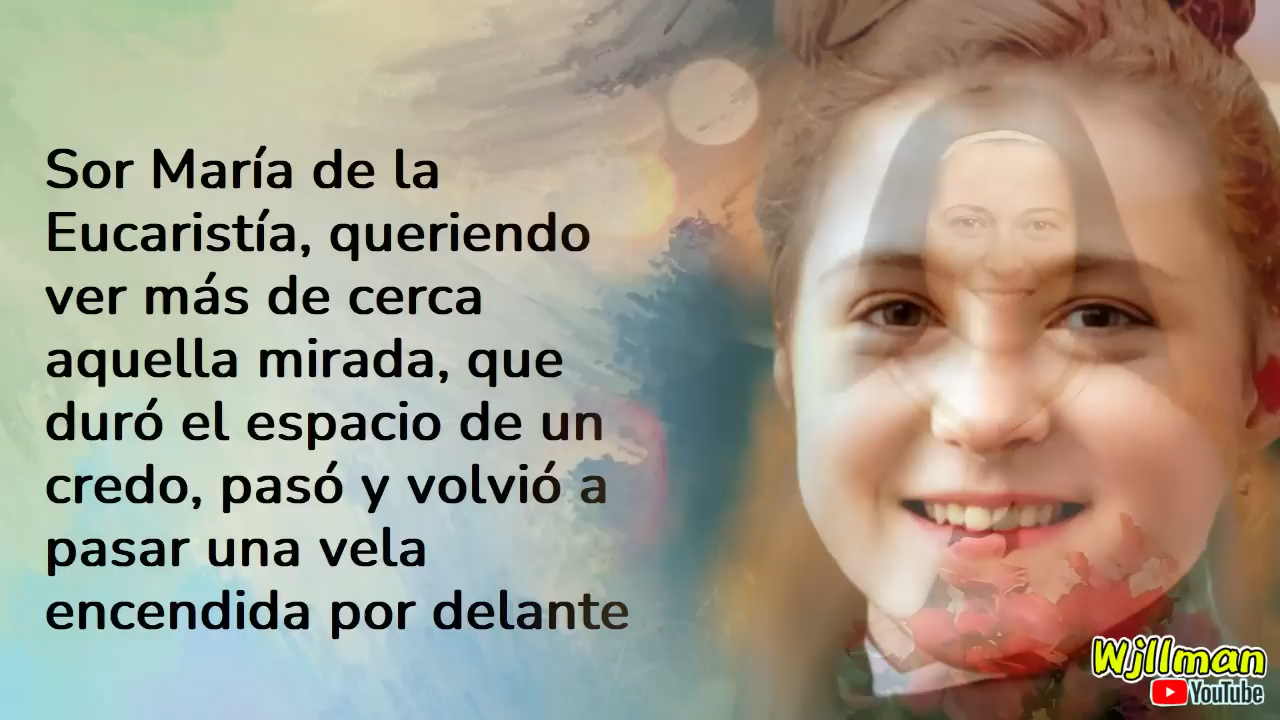 Sor María de la
Eucaristía, queriendo
ver más de cerca
aquella mirada, que
duró el espacio de un
credo, pasó y volvió a
pasar una vela
encendida por delante
Wjllman
YouTube